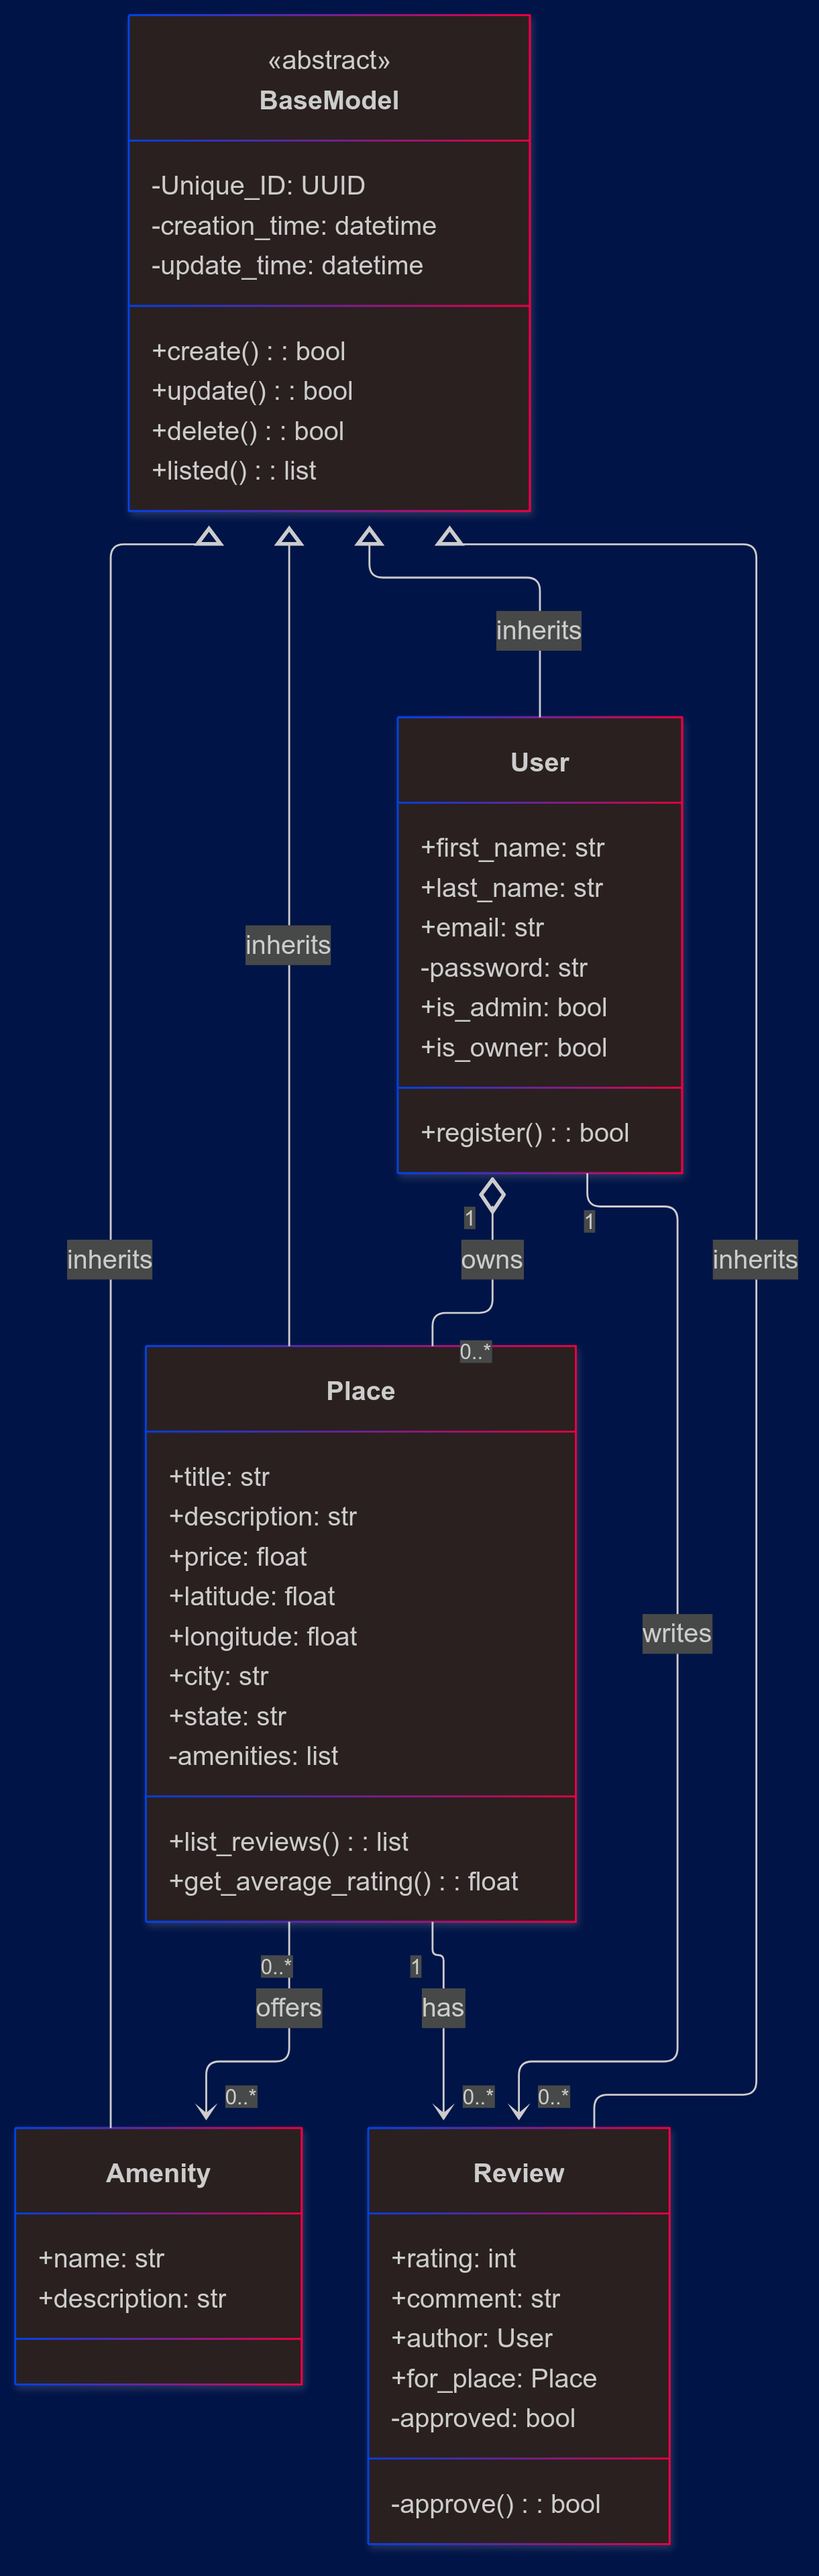 «abstract»
BaseModel
-Unique_ID: UUID
-creation_time: datetime
-update_time: datetime
+create() : : bool
+update() : : bool
+delete() : : bool
+listed() : : list
inherits
User
+first_name: str
+last_name: str
+email: str
-password: str
+is_admin: bool
+is_owner: bool
+register() : : bool
inherits
1
1
inherits
owns
inherits
0..*
Place
+title: str
+description: str
+price: float
+latitude: float
+longitude: float
+city: str
+state: str
-amenities: list
writes
+list_reviews() : : list
+get_average_rating() : : float
0..*
1
offers
has
0..*
0..*
0..*
Amenity
+name: str
+description: str
Review
+rating: int
+comment: str
+author: User
+for_place: Place
-approved: bool
-approve() : : bool